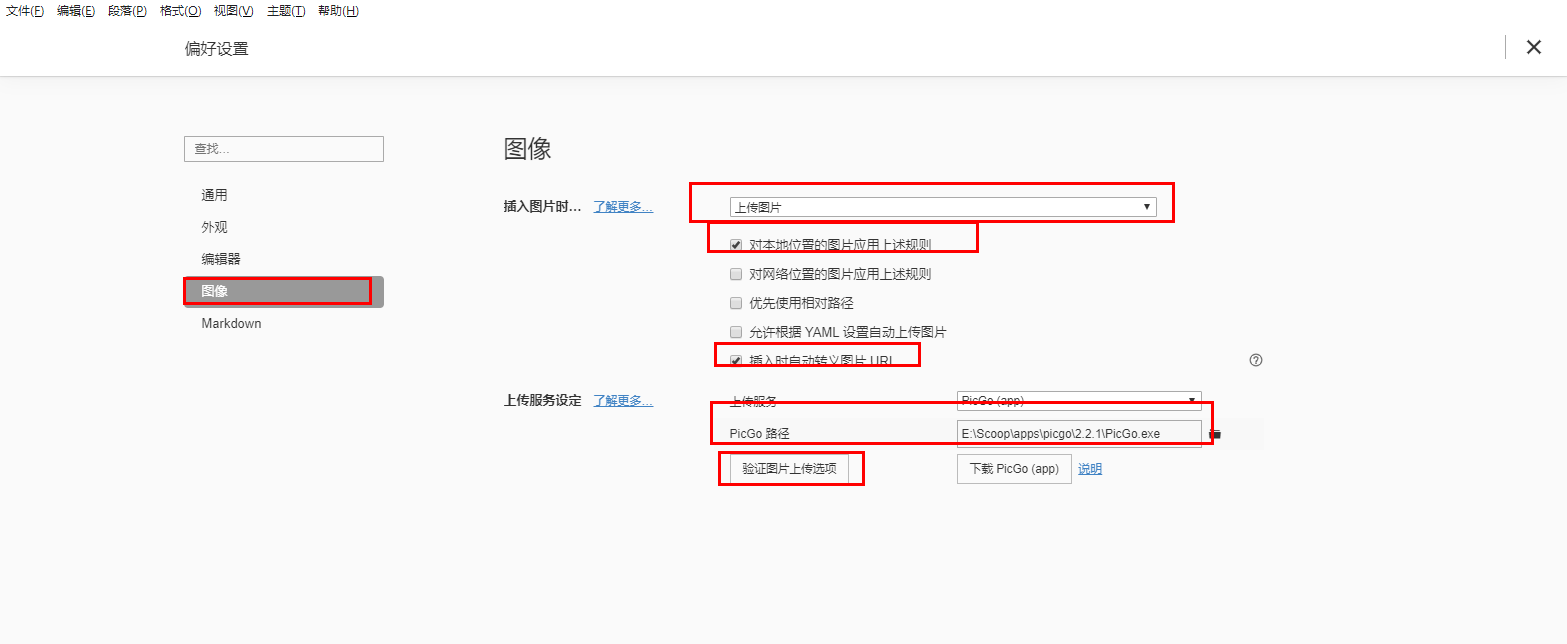 文件(F) 编辑(E) 段落(P) 格式(O) 视图(V) 主题(T) 帮助(H)
偏好设置
查找...
通用
外观
编辑器
图像
Markdown
图像
插入图片时... 了解更多... 上传图片
对本地位置的图片应用上述规则
对网络位置的图片应用上述规则
优先使用相对路径
允许根据 YAML 设置自动上传图片
插入时自动转义图片 URL
上传服务设定 了解更多... 上传服务 PicGo (app)
PicGo 路径 E:\Scoop\apps\picgo\2.2.1\PicGo.exe
验证图片上传选项 下载 PicGo (app) 说明